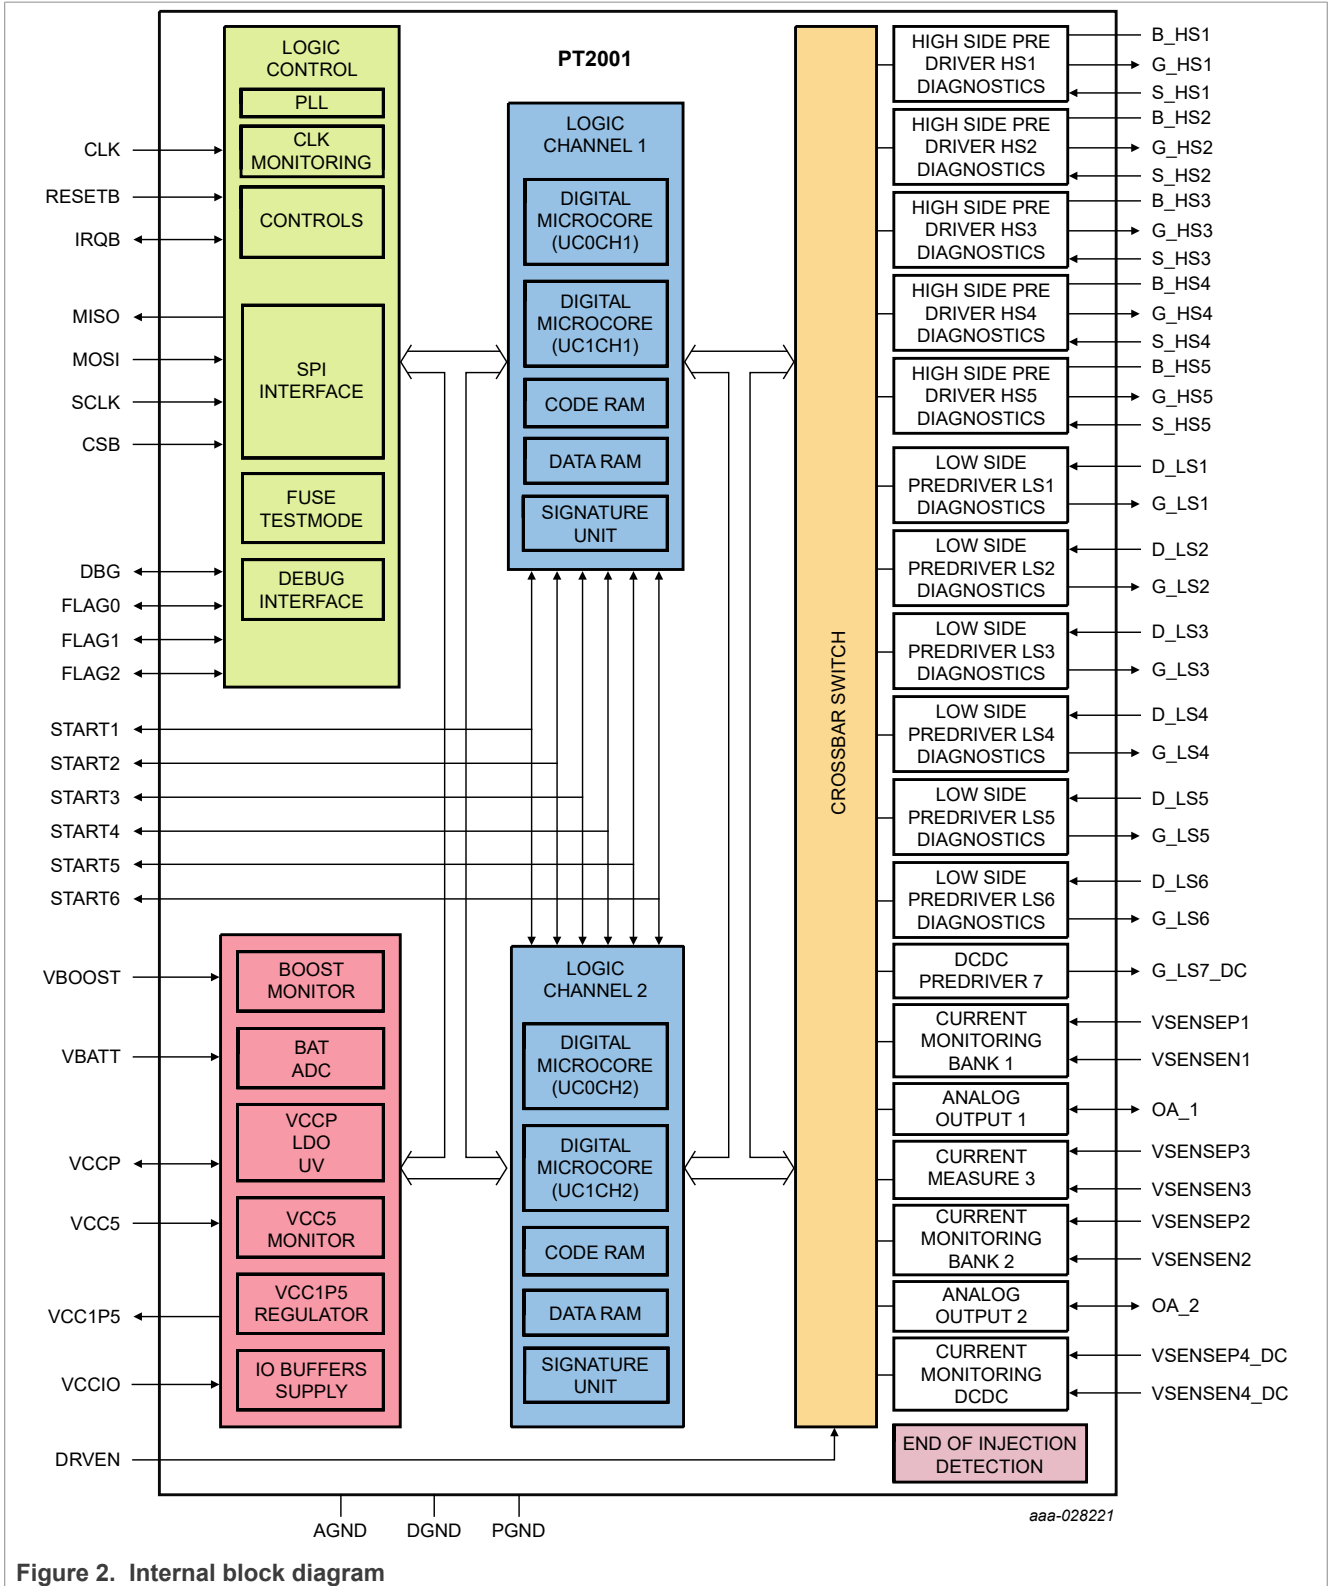 PT2001
LOGIC
CONTROL
PLL
CLK
MONITORING
CONTROLS
SPI
INTERFACE
FUSE
TESTMODE
DEBUG
INTERFACE
CLK
RESETB
IRQB
MISO
MOSI
SCLK
CSB
DBG
FLAG0
FLAG1
FLAG2
START1
START2
START3
START4
START5
START6
VBOOST
VBATT
VCCP
VCC5
VCC1P5
VCCIO
DRVEN
BOOST
MONITOR
BAT
ADC
VCCP
LDO
UV
VCC5
MONITOR
VCC1P5
REGULATOR
IO BUFFERS
SUPPLY
LOGIC
CHANNEL 1
DIGITAL
MICROCORE
(UC0CH1)
DIGITAL
MICROCORE
(UC1CH1)
CODE RAM
DATA RAM
SIGNATURE
UNIT
LOGIC
CHANNEL 2
DIGITAL
MICROCORE
(UC0CH2)
DIGITAL
MICROCORE
(UC1CH2)
CODE RAM
DATA RAM
SIGNATURE
UNIT
CROSSBAR SWITCH
HIGH SIDE PRE
DRIVER HS1
DIAGNOSTICS
HIGH SIDE PRE
DRIVER HS2
DIAGNOSTICS
HIGH SIDE PRE
DRIVER HS3
DIAGNOSTICS
HIGH SIDE PRE
DRIVER HS4
DIAGNOSTICS
HIGH SIDE PRE
DRIVER HS5
DIAGNOSTICS
LOW SIDE
PREDRIVER LS1
DIAGNOSTICS
LOW SIDE
PREDRIVER LS2
DIAGNOSTICS
LOW SIDE
PREDRIVER LS3
DIAGNOSTICS
LOW SIDE
PREDRIVER LS4
DIAGNOSTICS
LOW SIDE
PREDRIVER LS5
DIAGNOSTICS
LOW SIDE
PREDRIVER LS6
DIAGNOSTICS
DCDC
PREDRIVER 7
CURRENT
MONITORING
BANK 1
ANALOG
OUTPUT 1
CURRENT
MEASURE 3
CURRENT
MONITORING
BANK 2
ANALOG
OUTPUT 2
CURRENT
MONITORING
DCDC
END OF INJECTION
DETECTION
B_HS1
G_HS1
S_HS1
B_HS2
G_HS2
S_HS2
B_HS3
G_HS3
S_HS3
B_HS4
G_HS4
S_HS4
B_HS5
G_HS5
S_HS5
D_LS1
G_LS1
D_LS2
G_LS2
D_LS3
G_LS3
D_LS4
G_LS4
D_LS5
G_LS5
D_LS6
G_LS6
G_LS7_DC
VSENSEP1
VSENSEN1
OA_1
VSENSEP3
VSENSEN3
VSENSEP2
VSENSEN2
OA_2
VSENSEP4_DC
VSENSEN4_DC
AGND
DGND
PGND
aaa-028221
Figure 2. Internal block diagram